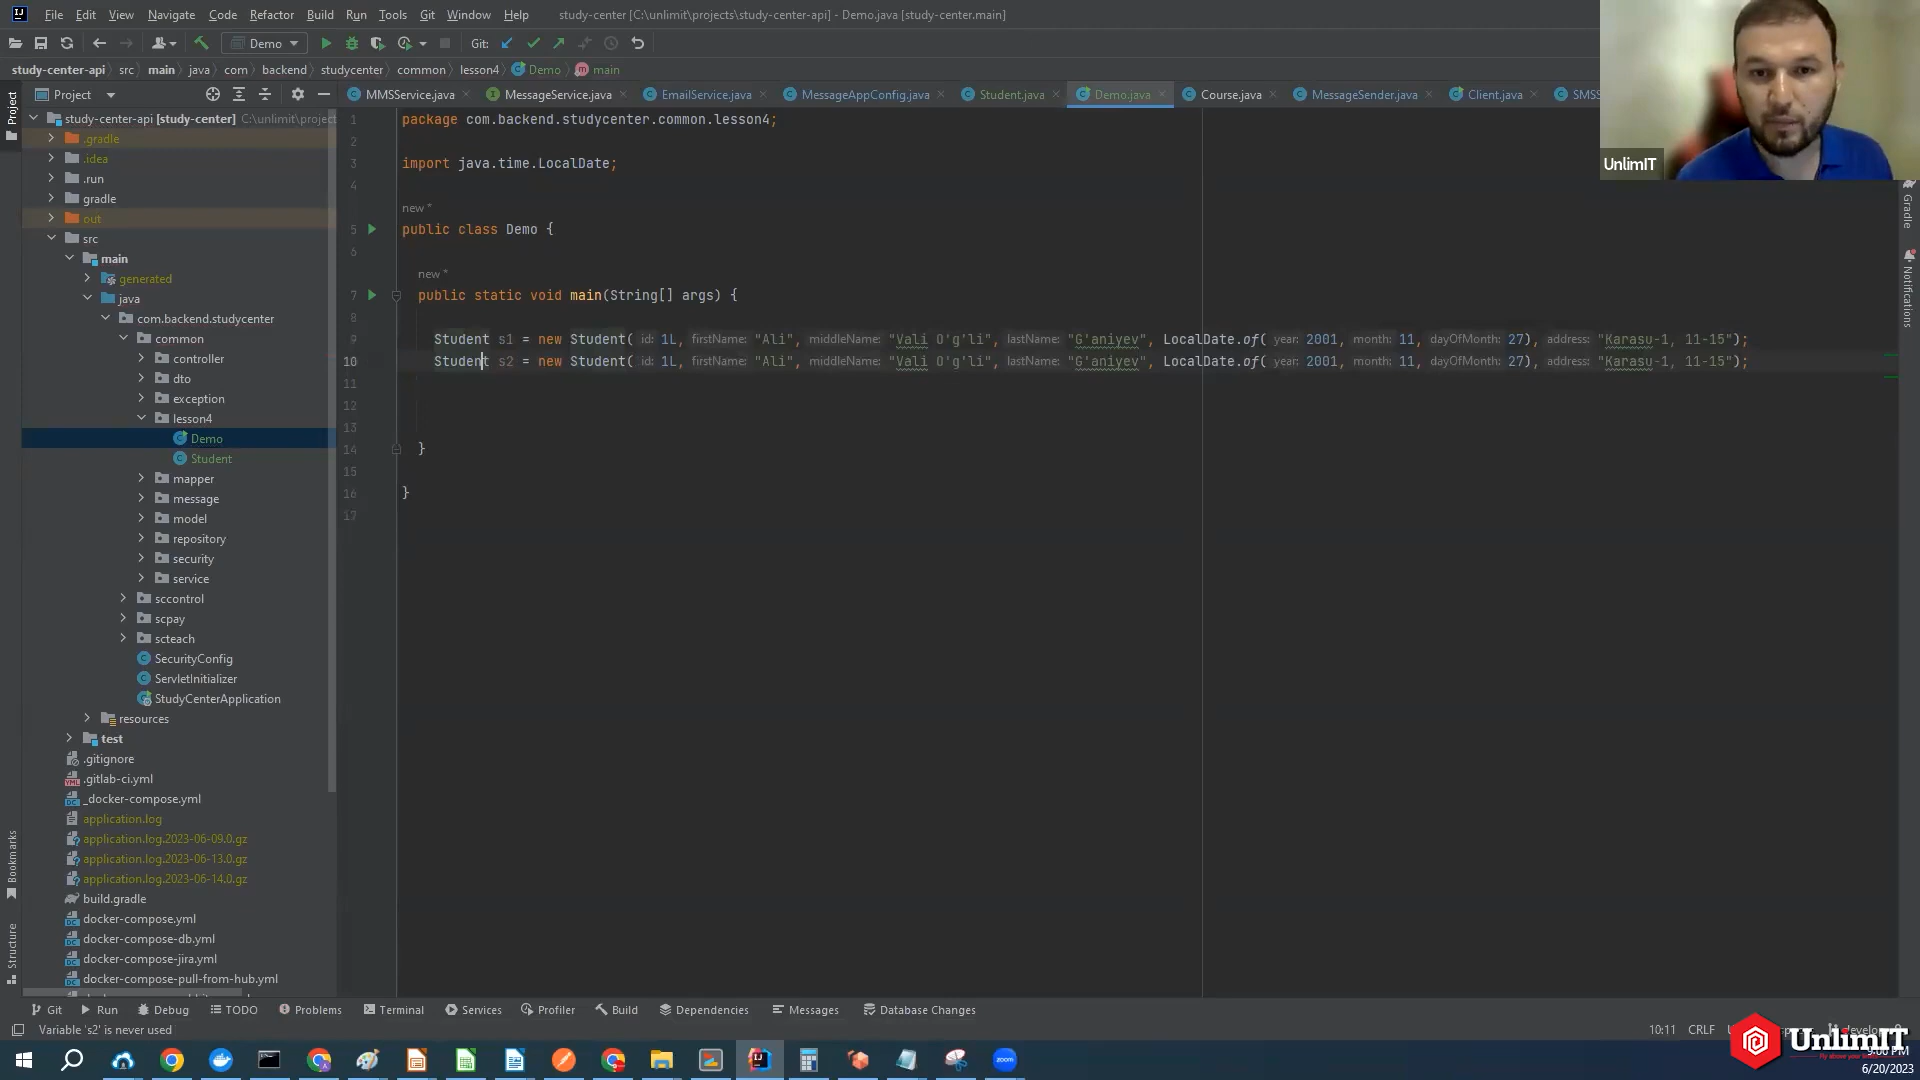 File Edit View Navigate Code Refactor Build Run Tools Git Window Help study-center [C:\unlimit\projects\study-center-api] - Demo.java [study-center.main]
Demo Git:
study-center-api src main java com backend studycenter common lesson4 Demo main
Project MMSService.java MessageService.java EmailService.java MessageAppConfig.java Student.java Demo.java Course.java MessageSender.java Client.java
UnlimIT
Project
Gradle
Notifications
Bookmarks
Structure
study-center-api [study-center] C:\unlimit\project
.gradle
.idea
.run
gradle
out
src
main
generated
java
com.backend.studycenter
common
controller
dto
exception
lesson4
Demo
Student
mapper
message
model
repository
security
service
sccontrol
scpay
scteach
SecurityConfig
ServletInitializer
StudyCenterApplication
resources
test
.gitignore
.gitlab-ci.yml
_docker-compose.yml
application.log
application.log.2023-06-09.0.gz
application.log.2023-06-13.0.gz
application.log.2023-06-14.0.gz
build.gradle
docker-compose.yml
docker-compose-db.yml
docker-compose-jira.yml
docker-compose-pull-from-hub.yml
1 package com.backend.studycenter.common.lesson4;
2
3 import java.time.LocalDate;
4
new *
5 public class Demo {
6
new *
7 public static void main(String[] args) {
8
9 Student s1 = new Student( id: 1L, firstName: "Ali", middleName: "Vali O'g'li", lastName: "G'aniyev", LocalDate.of( year: 2001, month: 11, dayOfMonth: 27), address: "Karasu-1, 11-15");
10 Student s2 = new Student( id: 1L, firstName: "Ali", middleName: "Vali O'g'li", lastName: "G'aniyev", LocalDate.of( year: 2001, month: 11, dayOfMonth: 27), address: "Karasu-1, 11-15");
11
12
13
14 }
15
16 }
17
Git Run Debug TODO Problems Terminal Services Profiler Build Dependencies Messages Database Changes
Variable 's2' is never used 10:11 CRLF
UnlimIT
zoom
9:00 PM
6/20/2023